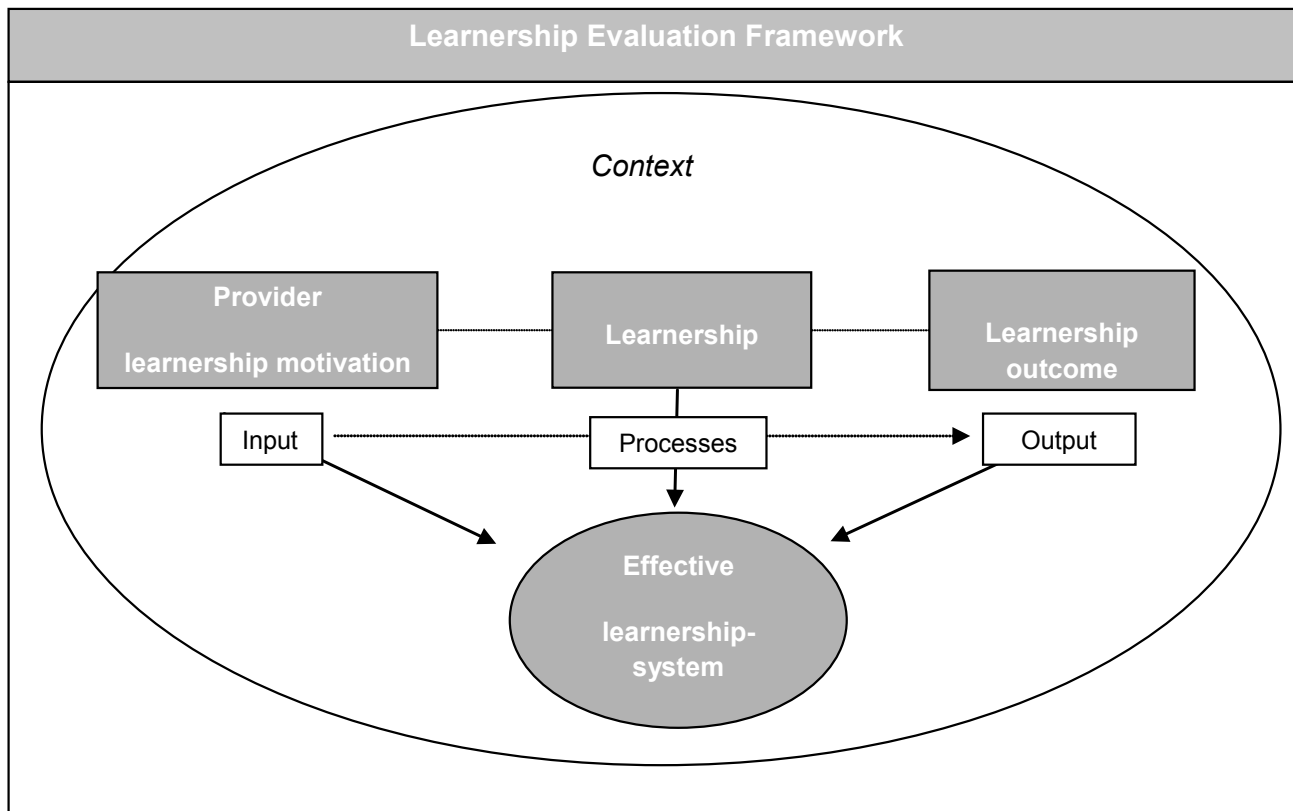 Learnership Evaluation Framework
Context
Provider
learnership motivation
Learnership
Learnership
outcome
Input
Processes
Output
Effective
learnership-
system